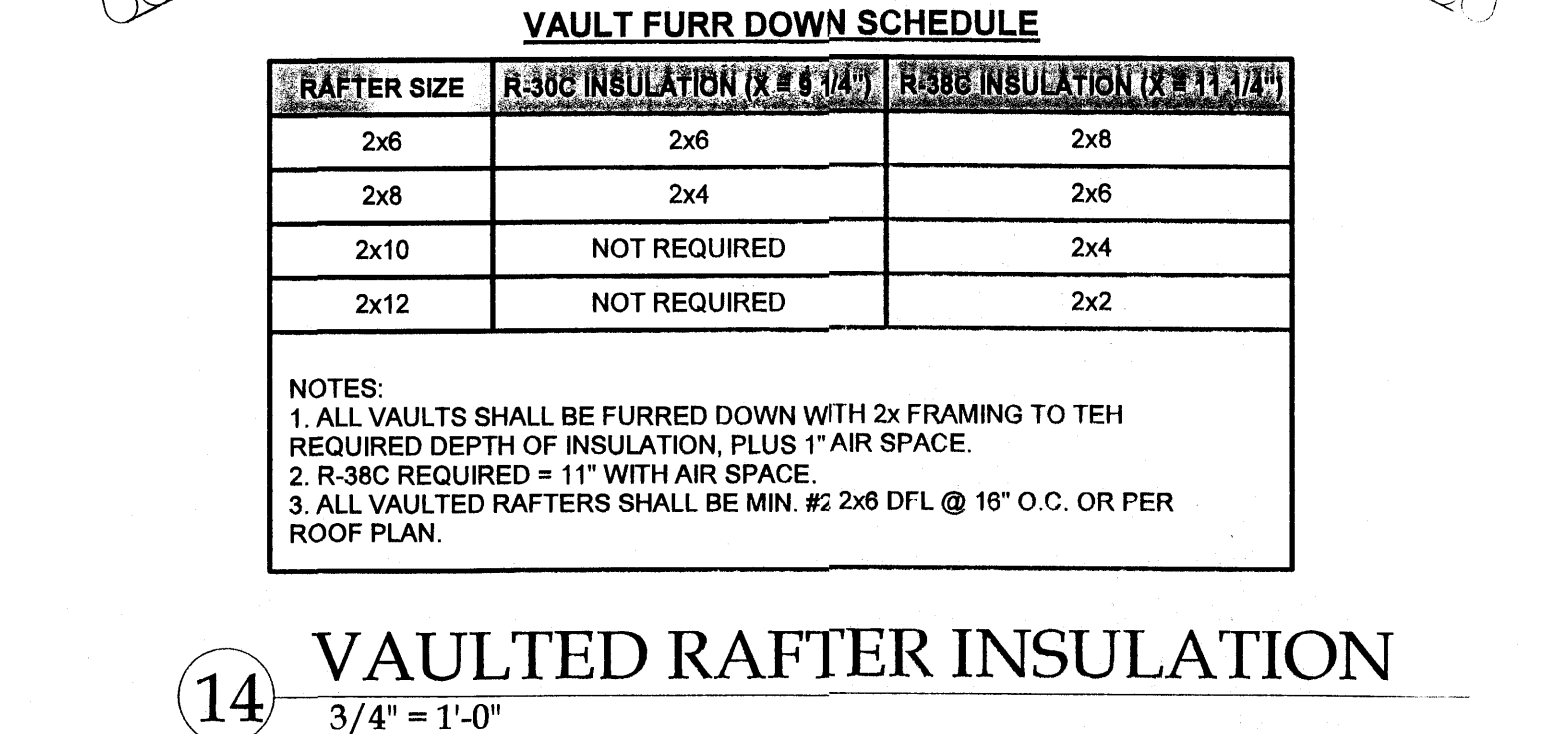 VAULT FURR DOWN SCHEDULE
RAFTER SIZE R-30C INSULATION (X = 9 1/4") R-38C INSULATION (X = 11 1/4")
2x6 2x6 2x8
2x8 2x4 2x6
2x10 NOT REQUIRED 2x4
2x12 NOT REQUIRED 2x2
NOTES:
1. ALL VAULTS SHALL BE FURRED DOWN WITH 2x FRAMING TO TEH
REQUIRED DEPTH OF INSULATION, PLUS 1" AIR SPACE.
2. R-38C REQUIRED = 11" WITH AIR SPACE.
3. ALL VAULTED RAFTERS SHALL BE MIN. #2 2x6 DFL @ 16" O.C. OR PER
ROOF PLAN.
14 VAULTED RAFTER INSULATION
3/4" = 1'-0"